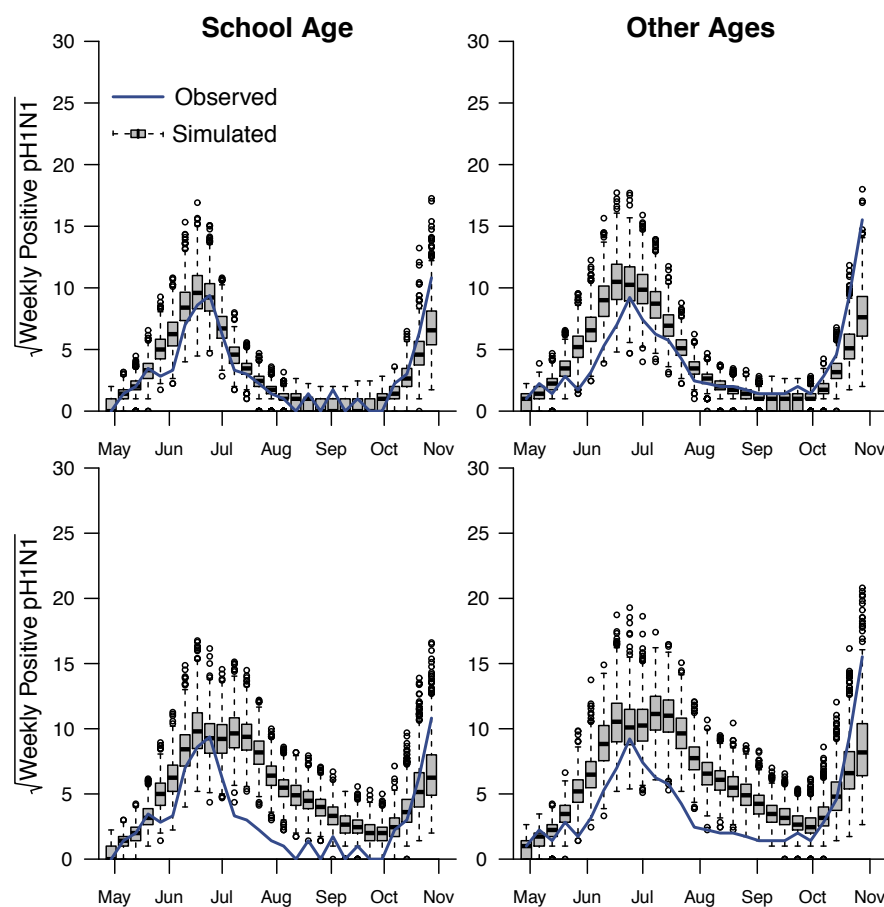 School Age Other Ages
30 30
25 25
20 20
15 15
10 10
5 5
0 0
√Weekly Positive pH1N1
Observed
Simulated
May Jun Jul Aug Sep Oct Nov May Jun Jul Aug Sep Oct Nov
30 30
25 25
20 20
15 15
10 10
5 5
0 0
√Weekly Positive pH1N1
May Jun Jul Aug Sep Oct Nov May Jun Jul Aug Sep Oct Nov